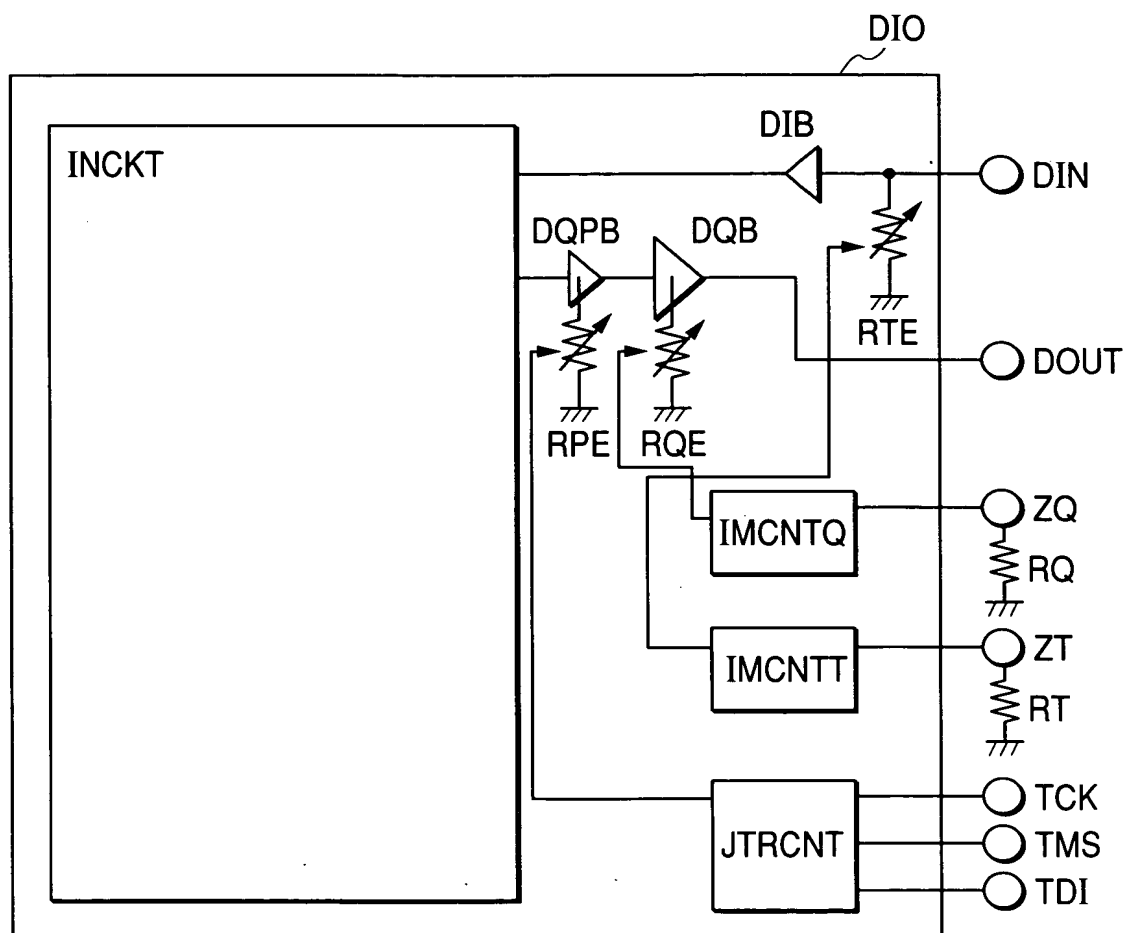 DIO
INCKT
DIB
DIN
DQPB
DQB
RTE
DOUT
RPE
RQE
IMCNTQ
ZQ
RQ
IMCNTT
ZT
RT
JTRCNT
TCK
TMS
TDI